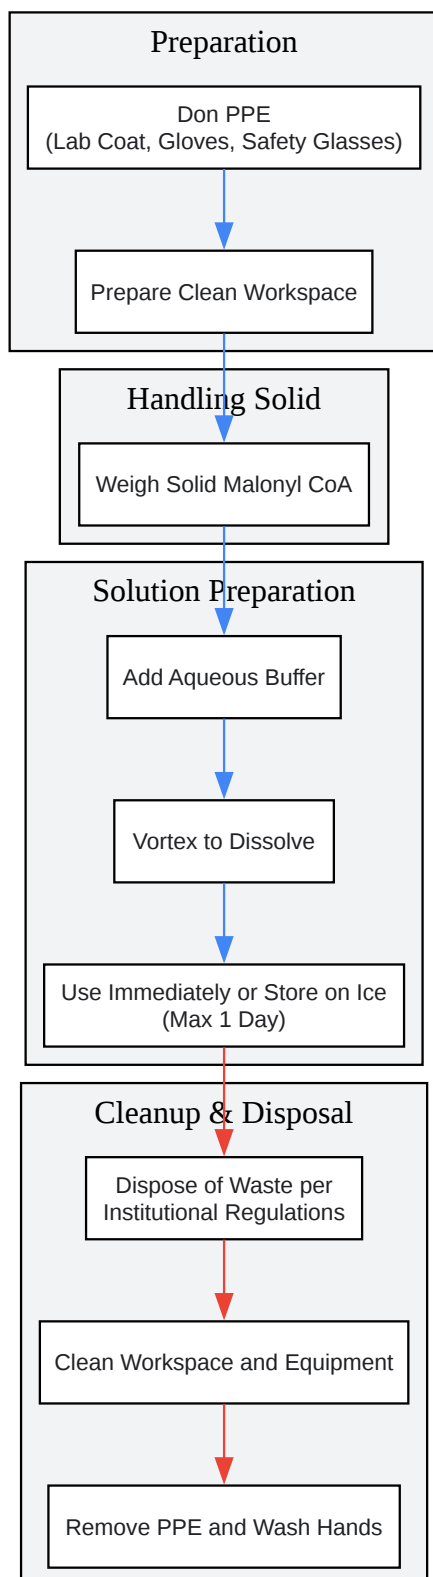 Preparation
Don PPE
(Lab Coat, Gloves, Safety Glasses)
Prepare Clean Workspace
Handling Solid
Weigh Solid Malonyl CoA
Solution Preparation
Add Aqueous Buffer
Vortex to Dissolve
Use Immediately or Store on Ice
(Max 1 Day)
Cleanup & Disposal
Dispose of Waste per
Institutional Regulations
Clean Workspace and Equipment
Remove PPE and Wash Hands